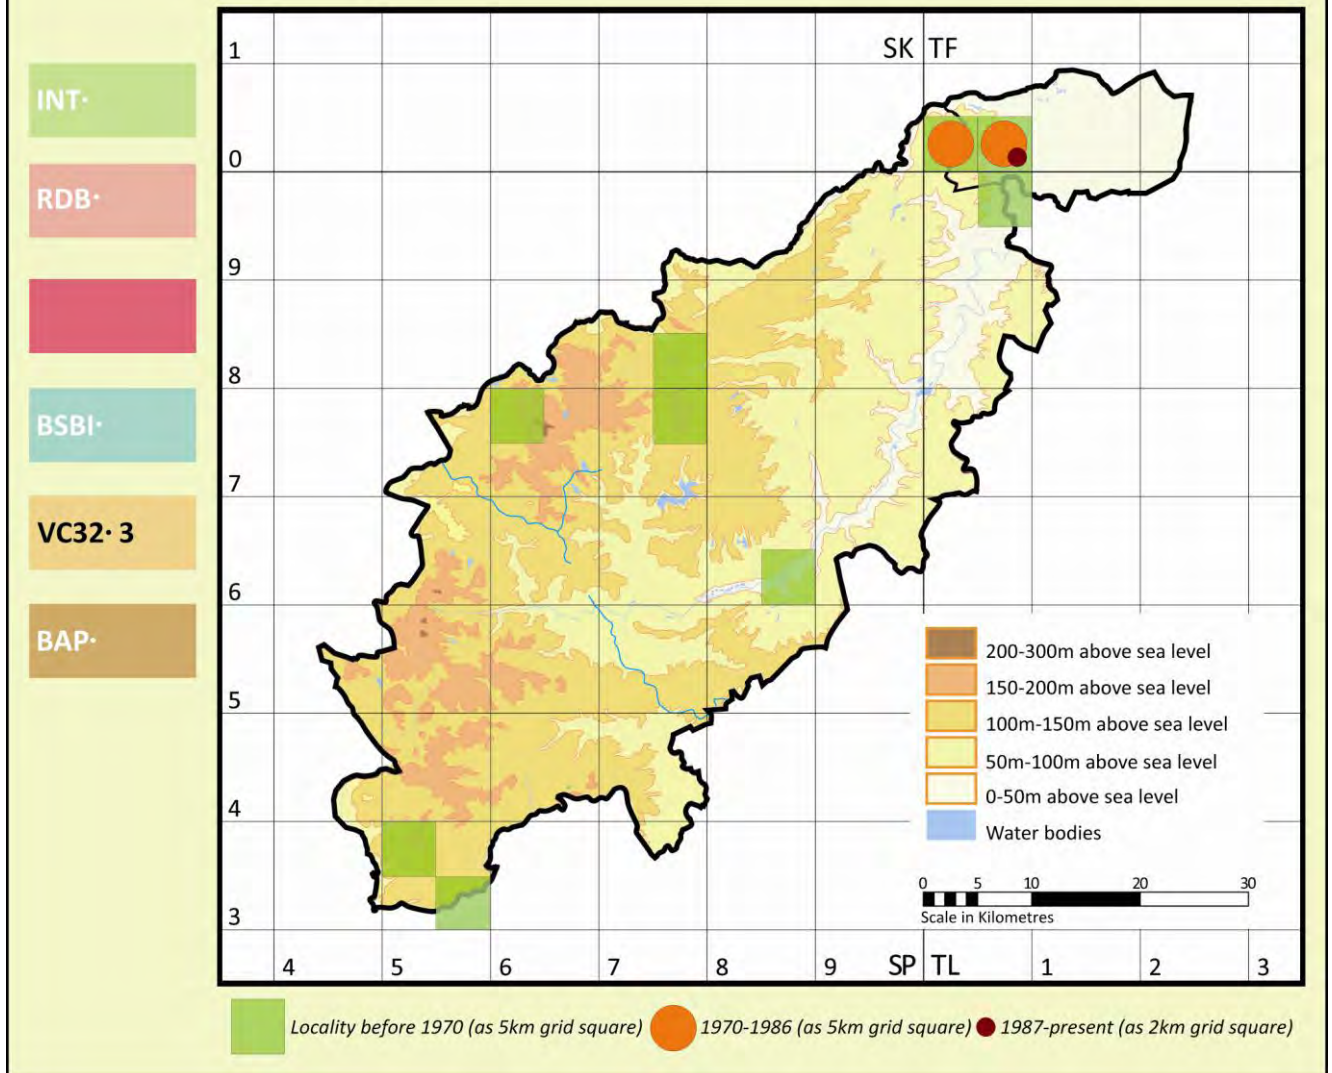 INT·
RDB·
BSBI·
VC32· 3
BAP·
1
SK TF
0
9
8
7
6
5
4
3
4 5 6 7 8 9 SP TL 1 2 3
200-300m above sea level
150-200m above sea level
100m-150m above sea level
50m-100m above sea level
0-50m above sea level
Water bodies
0 5 10 20 30
Scale in Kilometres
Locality before 1970 (as 5km grid square) 1970-1986 (as 5km grid square) 1987-present (as 2km grid square)